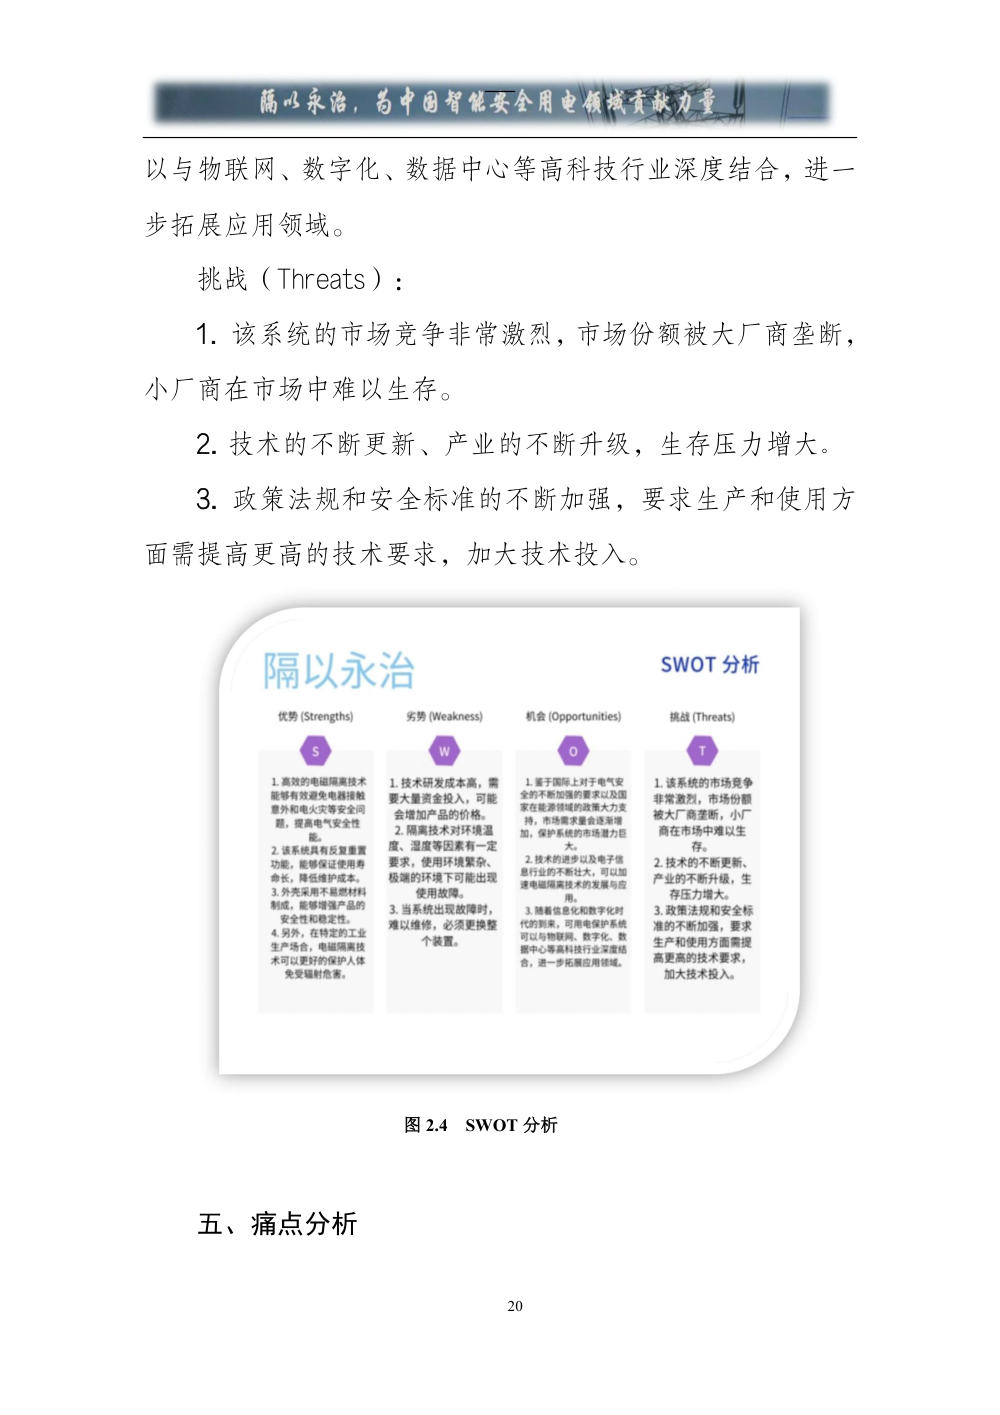 隔以永治，为中国智能安全用电领域贡献力量
以与物联网、数字化、数据中心等高科技行业深度结合，进一
步拓展应用领域。
挑战（Threats）：
1. 该系统的市场竞争非常激烈，市场份额被大厂商垄断，
小厂商在市场中难以生存。
2. 技术的不断更新、产业的不断升级，生存压力增大。
3. 政策法规和安全标准的不断加强，要求生产和使用方
面需提高更高的技术要求，加大技术投入。
隔以永治
SWOT 分析
优势 (Strengths)
S
1. 高效的电磁隔离技术
能够有效避免电器接触
意外和电火灾等安全问
题，提高电气安全性
能。
2. 该系统具有反复重置
功能，能够保证使用寿
命长，降低维护成本。
3. 外壳采用不易燃材料
制成，能够增强产品的
安全性和稳定性。
4. 另外，在特定的工业
生产场合，电磁隔离技
术可以更好的保护人体
免受辐射危害。
劣势 (Weakness)
W
1. 技术研发成本高，需
要大量资金投入，可能
会增加产品的价格。
2. 隔离技术对环境温
度、湿度等因素有一定
要求，使用环境繁杂、
极端的环境下可能出现
使用故障。
3. 当系统出现故障时，
难以维修，必须更换整
个装置。
机会 (Opportunities)
O
1. 鉴于国际上对于电气安
全的不断加强的要求以及国
家在能源领域的政策大力支
持，市场需求量会逐渐增
加，保护系统的市场潜力巨
大。
2. 技术的进步以及电子信
息行业的不断壮大，可以加
速电磁隔离技术的发展与应
用。
3. 随着信息化和数字化时
代的到来，可用电保护系统
可以与物联网、数字化、数
据中心等高科技行业深度结
合，进一步拓展应用领域。
挑战 (Threats)
T
1. 该系统的市场竞争
非常激烈，市场份额
被大厂商垄断，小厂
商在市场中难以生
存。
2. 技术的不断更新、
产业的不断升级，生
存压力增大。
3. 政策法规和安全标
准的不断加强，要求
生产和使用方面需提
高更高的技术要求，
加大技术投入。
图 2.4 SWOT 分析
五、痛点分析
20